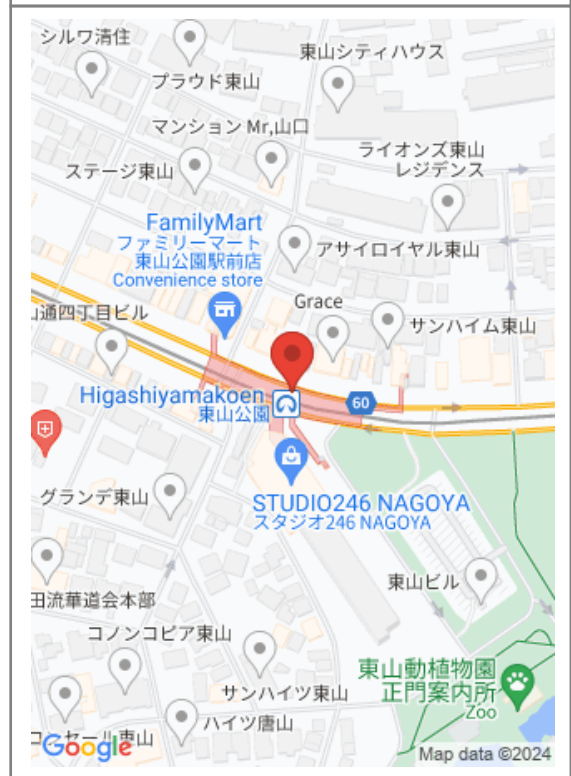 シルワ清住
東山シティハウス
プラウド東山
マンション Mr,山口
ライオンズ東山
レジデンス
ステージ東山
FamilyMart
ファミリーマート
東山公園駅前店
Convenience store
アサイロイヤル東山
Grace
山通四丁目ビル
サンハイム東山
Higashiyamakoen
東山公園
60
STUDIO246 NAGOYA
スタジオ246 NAGOYA
グランデ東山
東山ビル
田流華道会本部
コノンコピア東山
東山動植物園
正門案内所
Zoo
サンハイツ東山
ハイツ唐山
東山
Google
Map data ©2024